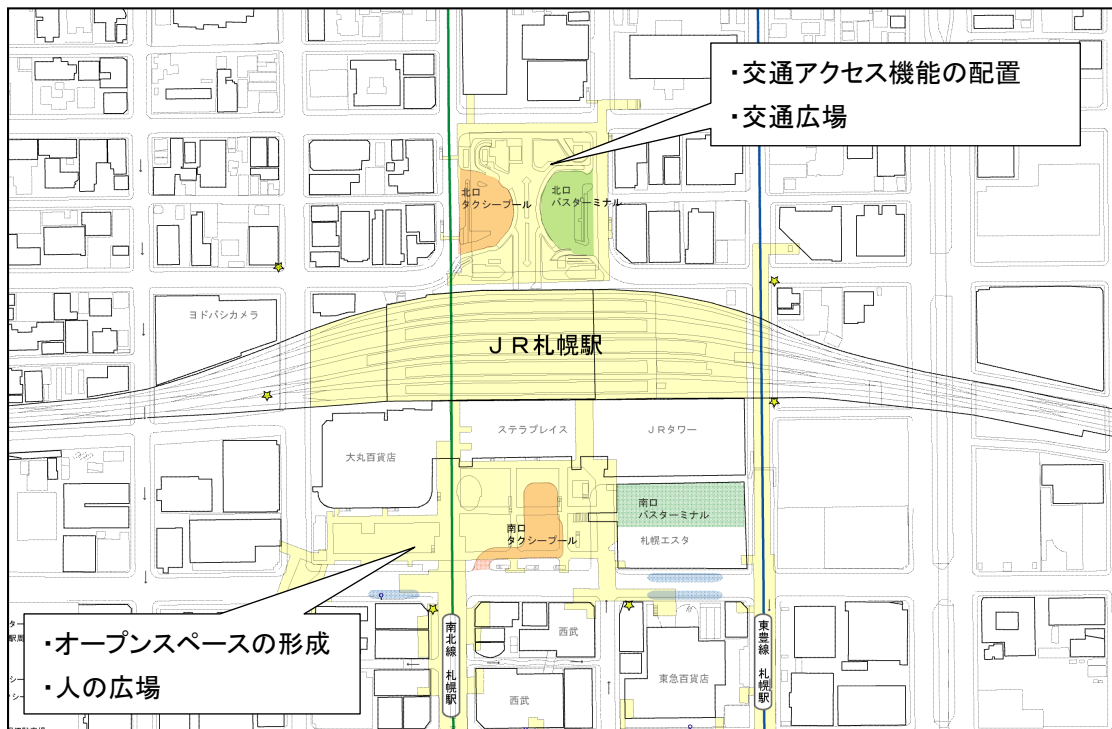 ・交通アクセス機能の配置
・交通広場
北口
タクシープール
北口
バスターミナル
ヨドバシカメラ
JR札幌駅
ステラプレイス
JRタワー
大丸百貨店
南口
バスターミナル
南口
タクシープール
札幌エスタ
・オープンスペースの形成
・人の広場
南北線 札幌駅
西武
西武
東急百貨店
東豊線 札幌駅